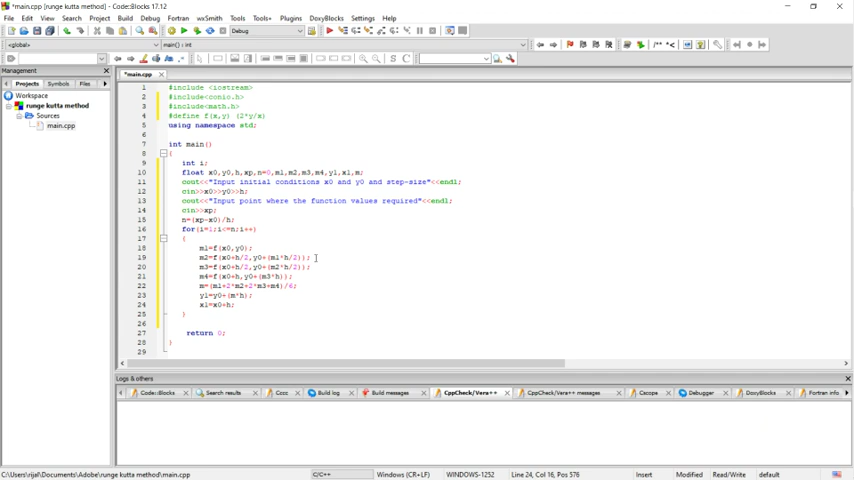 *main.cpp [runge kutta method] - Code::Blocks 17.12
File Edit View Search Project Build Debug Fortran wxSmith Tools Tools+ Plugins DoxyBlocks Settings Help
Debug
<global> main() : int
S C
Management
*main.cpp
Projects Symbols Files
Workspace
runge kutta method
Sources
main.cpp
1 #include <iostream>
2 #include<conio.h>
3 #include<math.h>
4 #define f(x,y) (2*y/x)
5 using namespace std;
6
7 int main()
8 {
9 int i;
10 float x0,y0,h,xp,n=0,m1,m2,m3,m4,y1,x1,m;
11 cout<<"Input initial conditions x0 and y0 and step-size"<<endl;
12 cin>>x0>>y0>>h;
13 cout<<"Input point where the function values required"<<endl;
14 cin>>xp;
15 n=(xp-x0)/h;
16 for(i=1;i<=n;i++)
17 {
18 m1=f(x0,y0);
19 m2=f(x0+h/2,y0+(m1*h/2));
20 m3=f(x0+h/2,y0+(m2*h/2));
21 m4=f(x0+h,y0+(m3*h));
22 m=(m1+2*m2+2*m3+m4)/6;
23 y1=y0+(m*h);
24 x1=x0+h;
25 }
26
27 return 0;
28 }
29
Logs & others
Code::Blocks Search results Cccc Build log Build messages CppCheck/Vera++ CppCheck/Vera++ messages Cscope Debugger DoxyBlocks Fortran info
C:\Users\rijal\Documents\Adobe\runge kutta method\main.cpp C/C++ Windows (CR+LF) WINDOWS-1252 Line 24, Col 16, Pos 576 Insert Modified Read/Write default